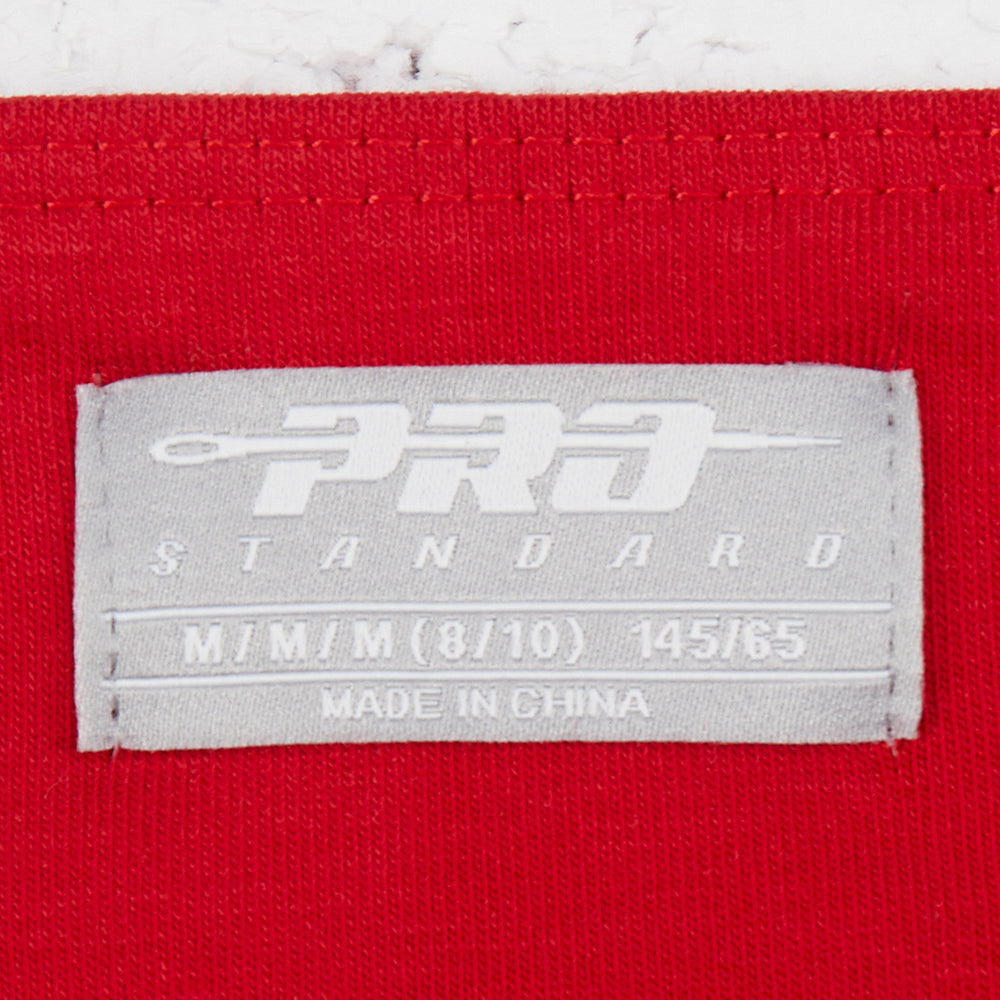 PRO
STANDARD
M/M/M (8/10) 145/65
MADE IN CHINA